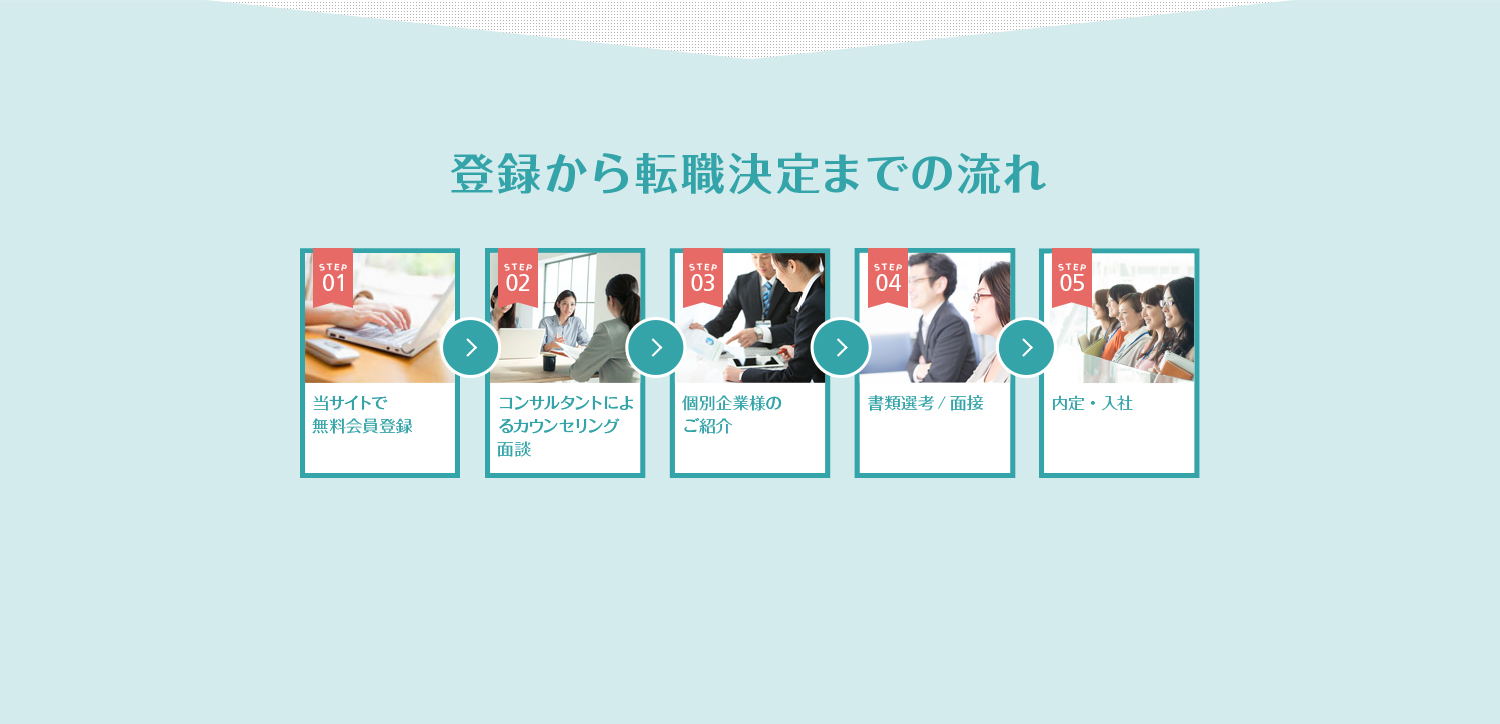 登録から転職決定までの流れ
STEP
01
当サイトで
無料会員登録
STEP
02
コンサルタントによ
るカウンセリング
面談
STEP
03
個別企業様の
ご紹介
STEP
04
書類選考 / 面接
STEP
05
内定・入社